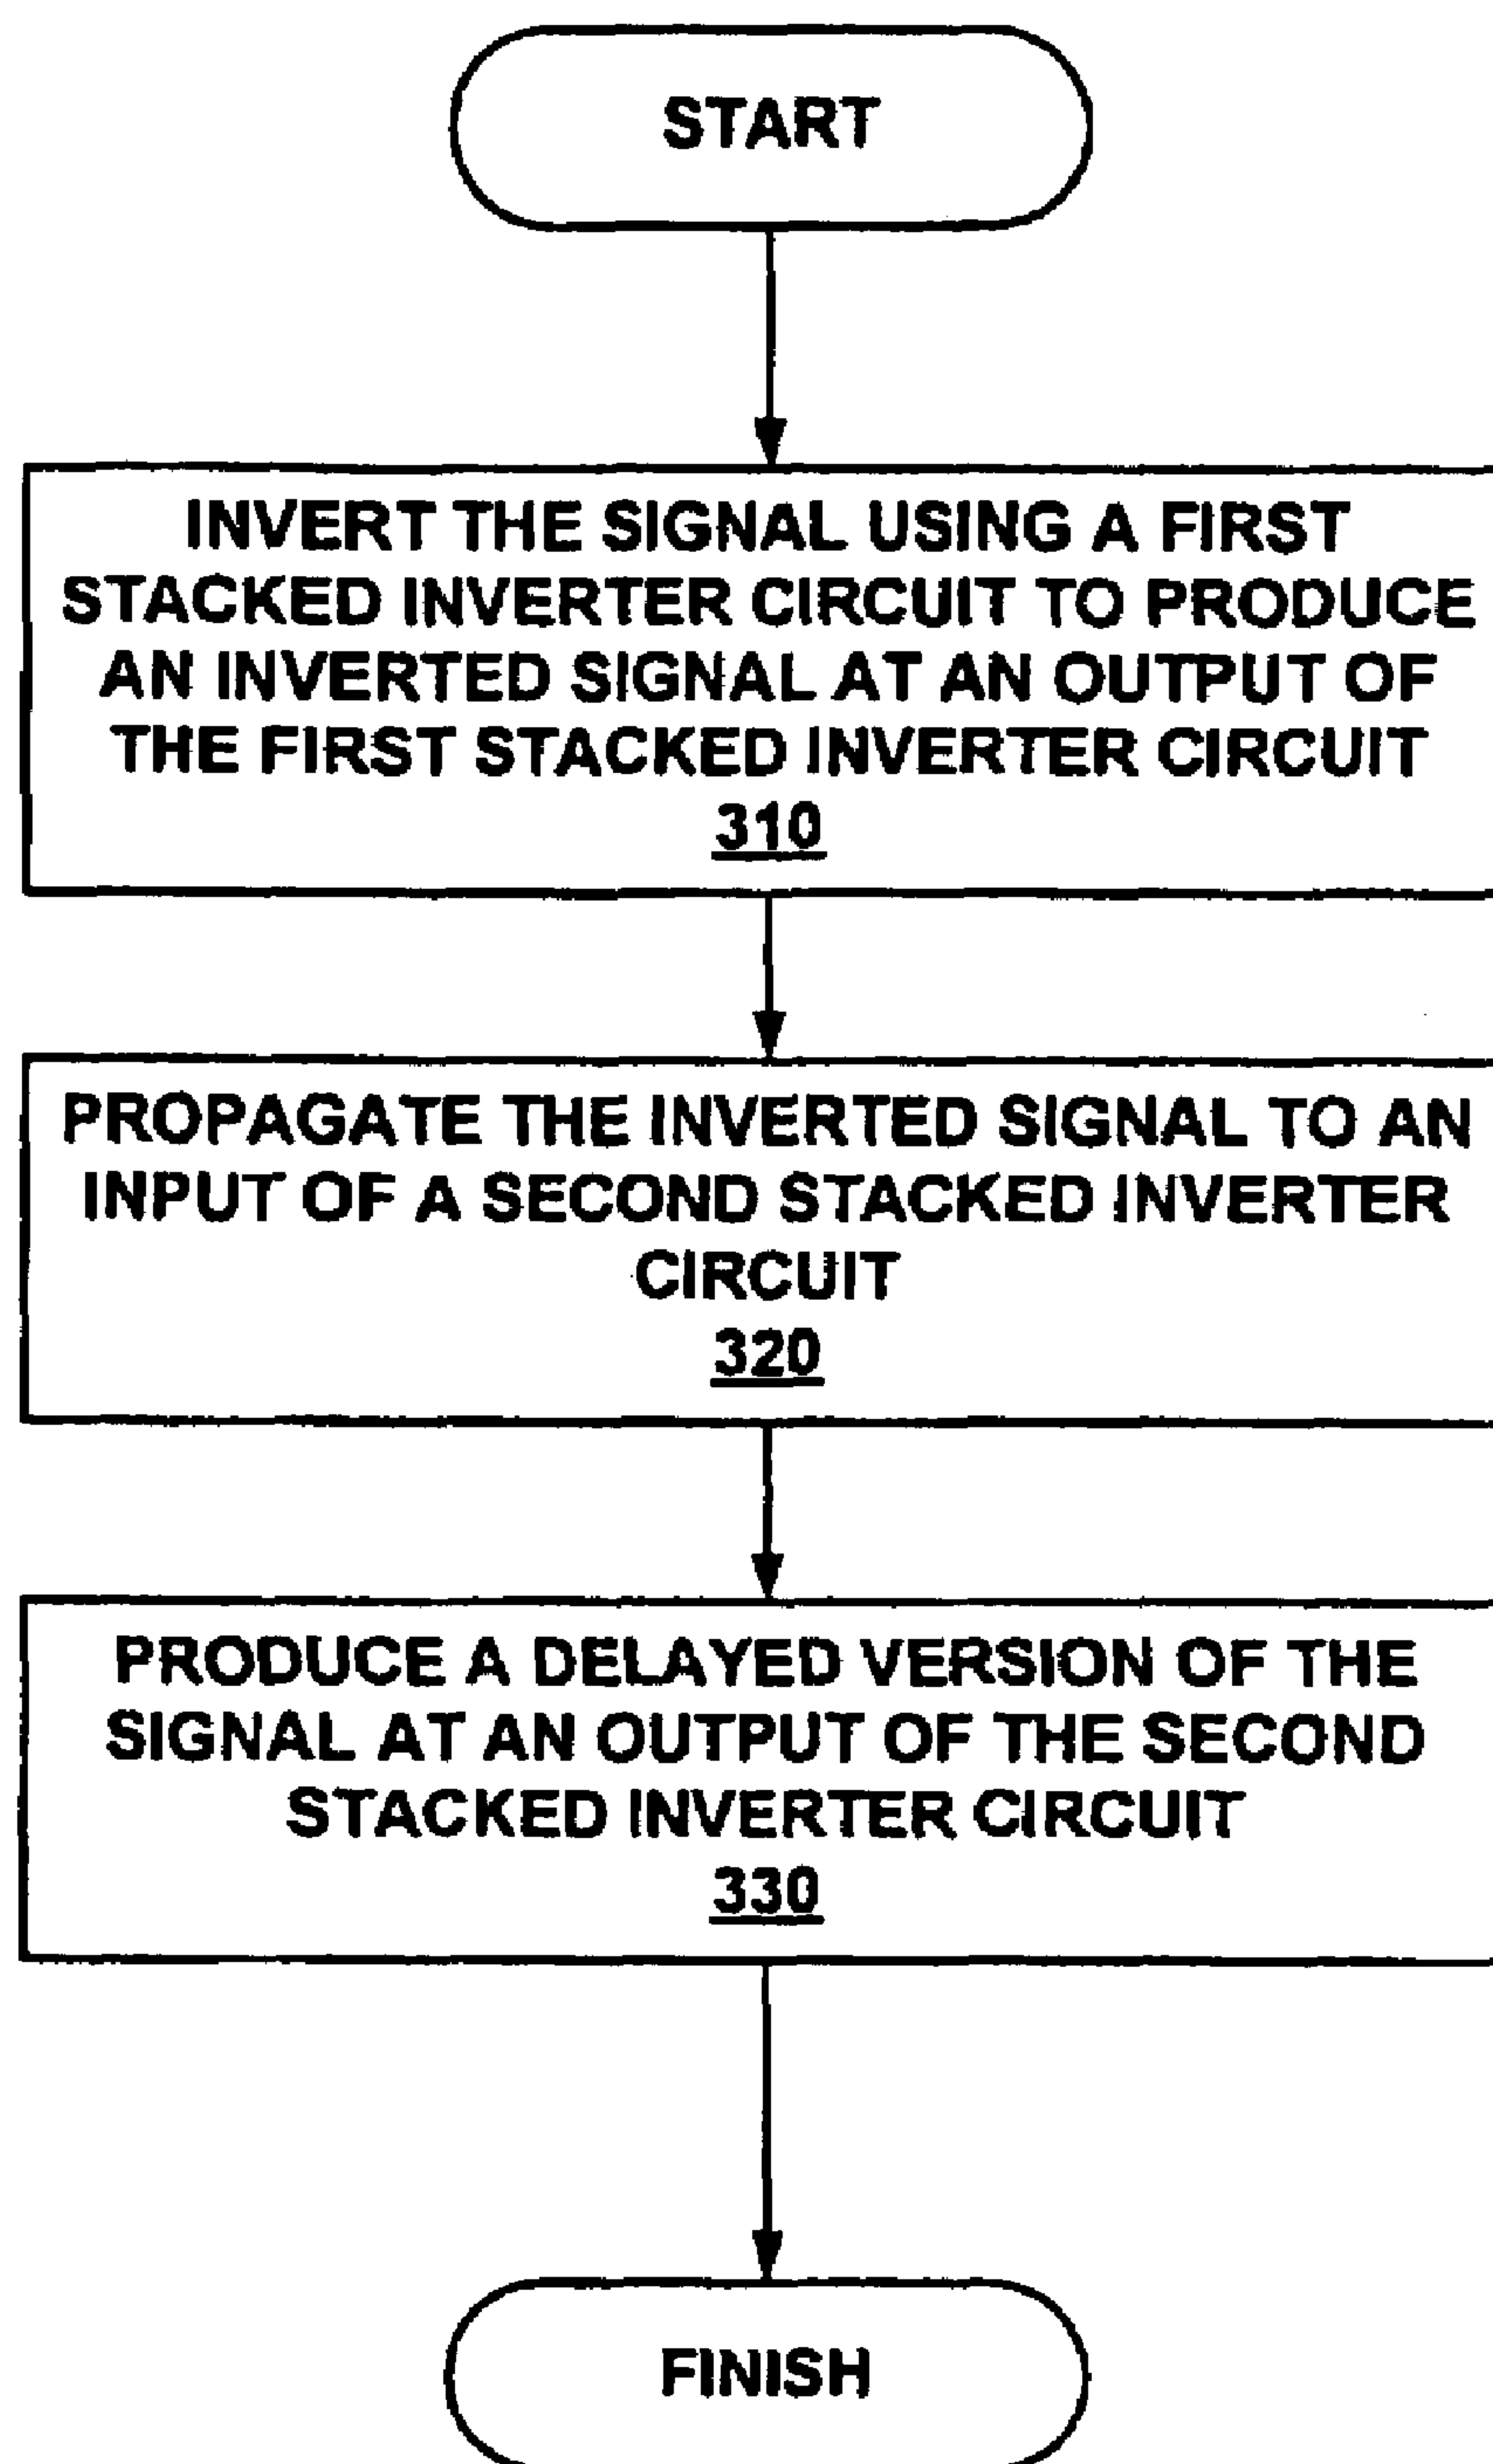 START
INVERT THE SIGNAL USING A FIRST
STACKED INVERTER CIRCUIT TO PRODUCE
AN INVERTED SIGNAL AT AN OUTPUT OF
THE FIRST STACKED INVERTER CIRCUIT
310
PROPAGATE THE INVERTED SIGNAL TO AN
INPUT OF A SECOND STACKED INVERTER
CIRCUIT
320
PRODUCE A DELAYED VERSION OF THE
SIGNAL AT AN OUTPUT OF THE SECOND
STACKED INVERTER CIRCUIT
330
FINISH